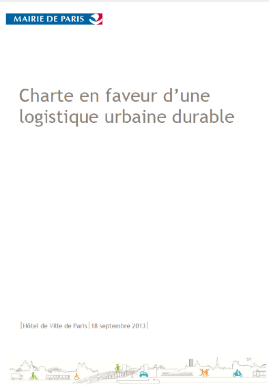 MAIRIE DE PARIS
Charte en faveur d'une
logistique urbaine durable
|Hôtel de Ville de Paris|18 septembre 2013|